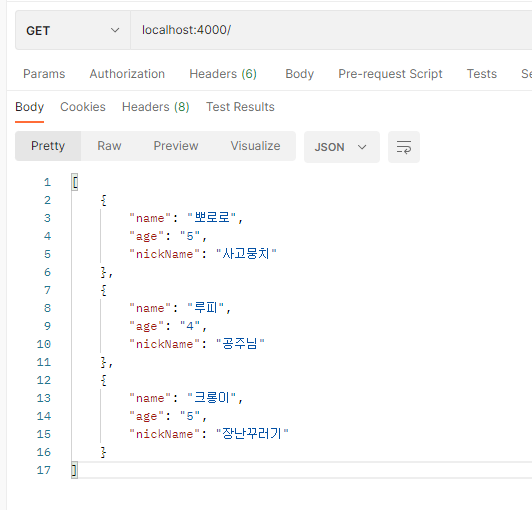 GET localhost:4000/
Params Authorization Headers (6) Body Pre-request Script Tests
Body Cookies Headers (8) Test Results
Pretty Raw Preview Visualize JSON
1 [
2 {
3 "name": "뽀로로",
4 "age": "5",
5 "nickName": "사고뭉치"
6 },
7 {
8 "name": "루피",
9 "age": "4",
10 "nickName": "공주님"
11 },
12 {
13 "name": "크롱이",
14 "age": "5",
15 "nickName": "장난꾸러기"
16 }
17 ]